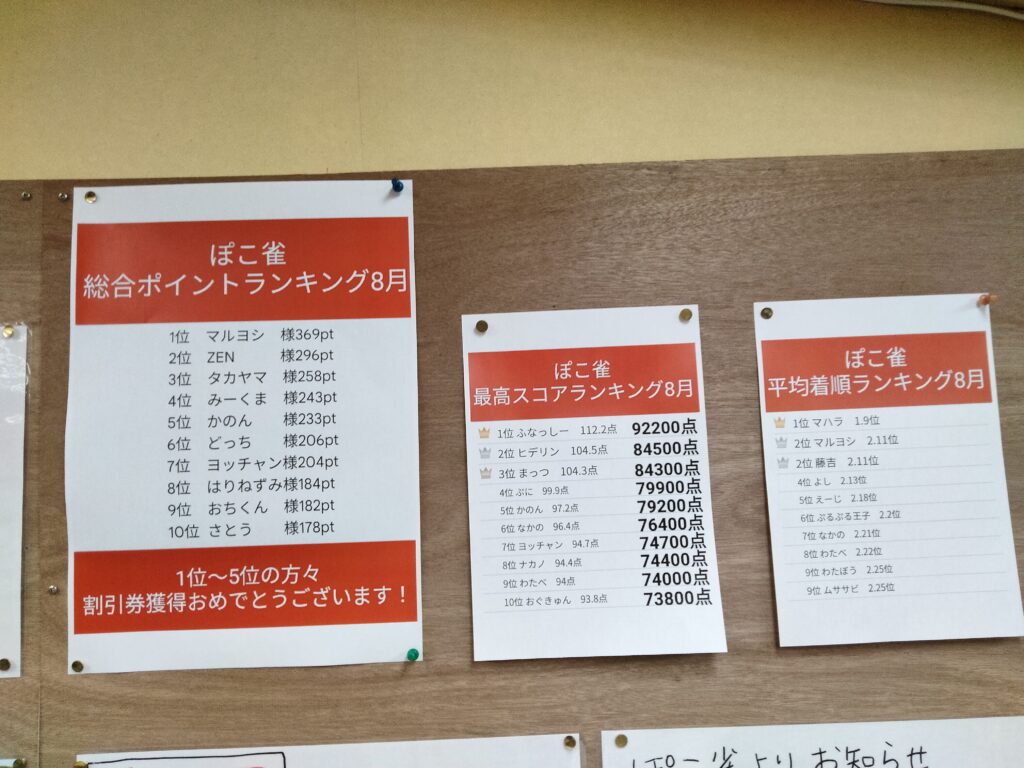 ぽこ雀
総合ポイントランキング8月
1位 マルヨシ 様369pt
2位 ZEN 様296pt
3位 タカヤマ 様258pt
4位 みーくま 様243pt
5位 かのん 様233pt
6位 どっち 様206pt
7位 ヨッチャン様204pt
8位 はりねずみ様184pt
9位 おちくん 様182pt
10位 さとう 様178pt
1位～5位の方々
割引券獲得おめでとうございます！
ぽこ雀
最高スコアランキング8月
1位 ふなっしー 112.2点 92200点
2位 ヒデリン 104.5点 84500点
3位 まっつ 104.3点 84300点
4位 ぷに 99.9点 79900点
5位 かのん 97.2点 79200点
6位 なかの 96.4点 76400点
7位 ヨッチャン 94.7点 74700点
8位 ナカノ 94.4点 74400点
9位 わたべ 94点 74000点
10位 おぐきゅん 93.8点 73800点
ぽこ雀
平均着順ランキング8月
1位 マハラ 1.9位
2位 マルヨシ 2.11位
2位 藤吉 2.11位
4位 よし 2.13位
5位 えーじ 2.18位
6位 ぷるぷる王子 2.2位
7位 なかの 2.21位
8位 わたべ 2.22位
9位 わたぼう 2.25位
9位 ムササビ 2.25位
ぽこ雀よりお知らせ